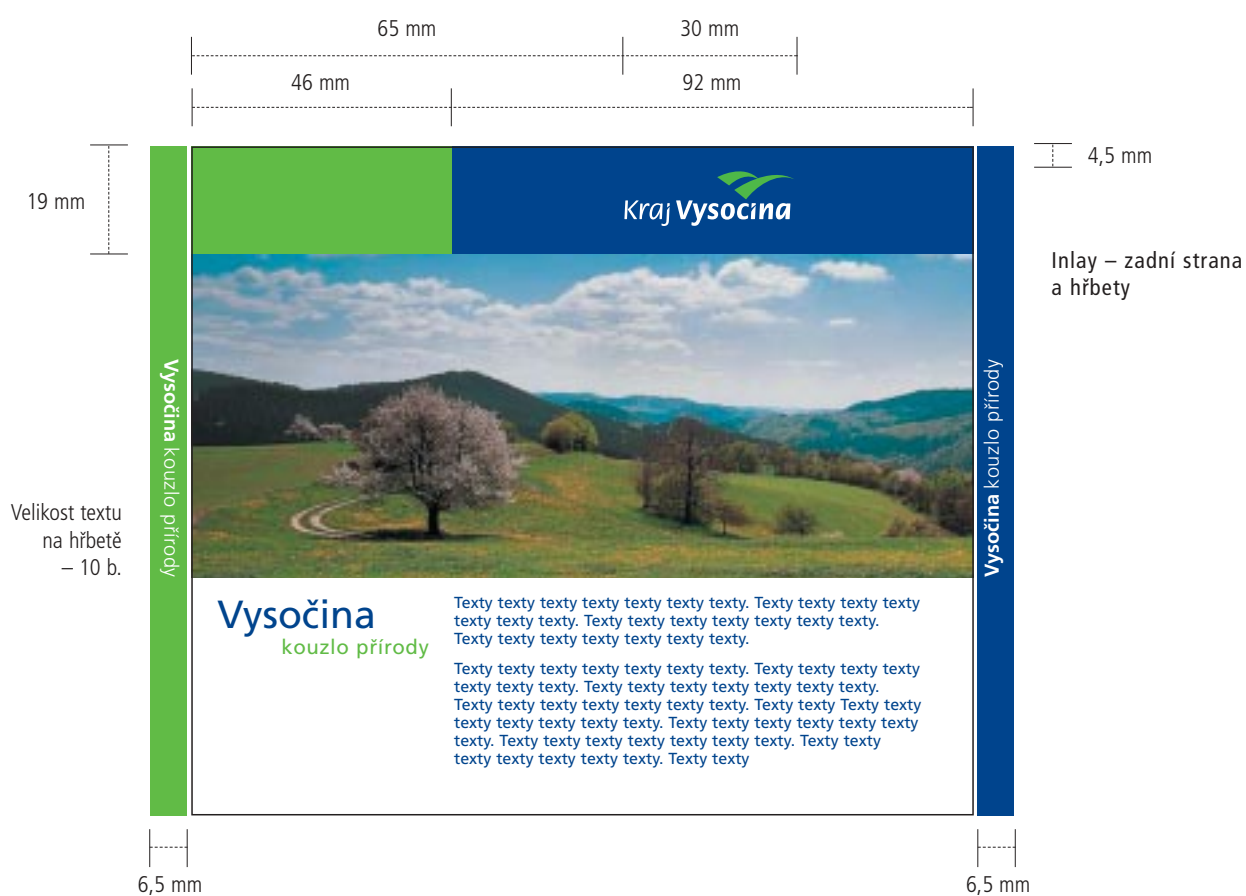 65 mm
30 mm
46 mm
92 mm
19 mm
4,5 mm
Kraj Vysočina
Inlay – zadní strana
a hřbety
Vysočina kouzlo přírody
Vysočina kouzlo přírody
Velikost textu
na hřbetě
– 10 b.
Vysočina
kouzlo přírody
Texty texty texty texty texty texty texty. Texty texty texty texty
texty texty texty. Texty texty texty texty texty texty texty.
Texty texty texty texty texty texty texty.
Texty texty texty texty texty texty texty. Texty texty texty texty
texty texty texty. Texty texty texty texty texty texty texty.
Texty texty texty texty texty texty texty. Texty texty Texty texty
texty texty texty texty texty. Texty texty texty texty texty texty
texty. Texty texty texty texty texty texty texty. Texty texty
texty texty texty texty texty. Texty texty
6,5 mm
6,5 mm